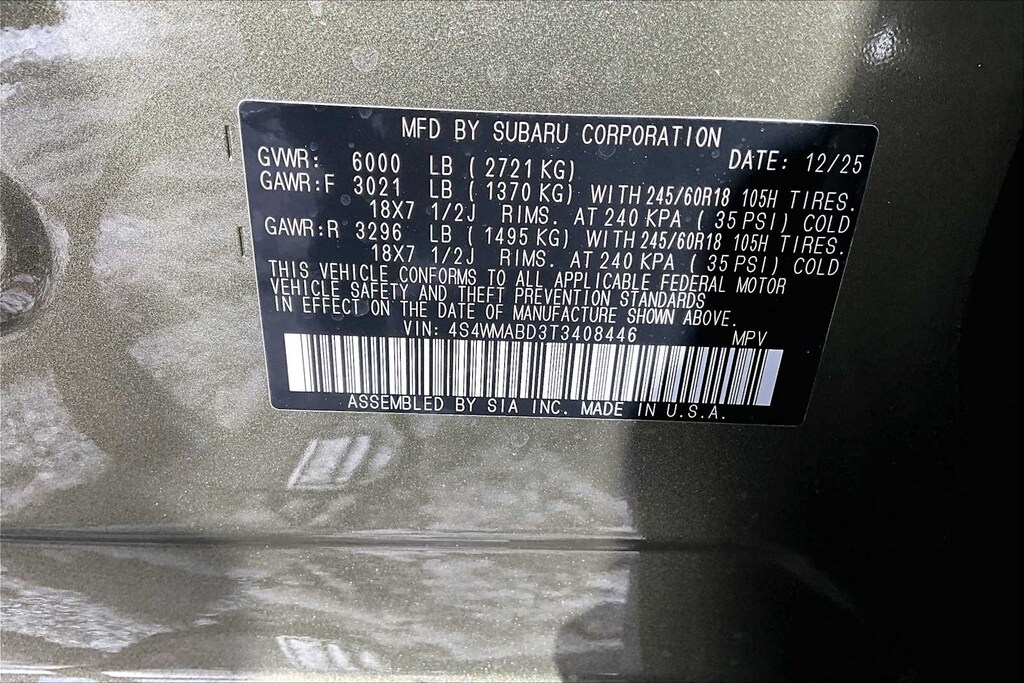 MFD BY SUBARU CORPORATION
GVWR: 6000 LB ( 2721 KG) DATE: 12/25
GAWR:F 3021 LB ( 1370 KG) WITH 245/60R18 105H TIRES.
18X7 1/2J RIMS. AT 240 KPA ( 35 PSI) COLD
GAWR:R 3296 LB ( 1495 KG) WITH 245/60R18 105H TIRES.
18X7 1/2J RIMS. AT 240 KPA ( 35 PSI) COLD
THIS VEHICLE CONFORMS TO ALL APPLICABLE FEDERAL MOTOR
VEHICLE SAFETY AND THEFT PREVENTION STANDARDS
IN EFFECT ON THE DATE OF MANUFACTURE SHOWN ABOVE.
VIN: 4S4WMABD3T3408446 MPV
ASSEMBLED BY SIA INC. MADE IN U.S.A.